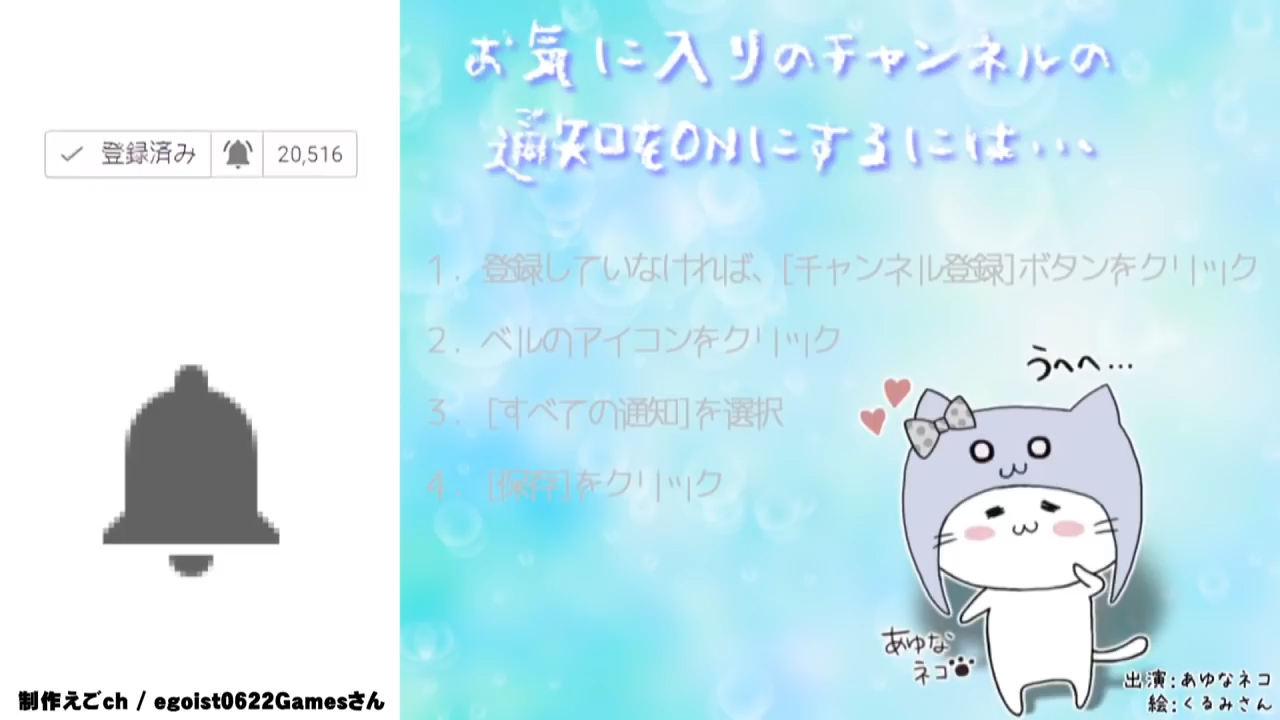 お気に入りのチャンネルの
通知をONにするには・・・
登録済み 20,516
1. 登録していなければ、[チャンネル登録]ボタンをクリック
2. ベルのアイコンをクリック
3. [すべての通知]を選択
4. [保存]をクリック
うへへ…
あゆな
ネコ
出演:あゆなネコ
絵:くるみさん
制作えごch / egoist0622Gamesさん